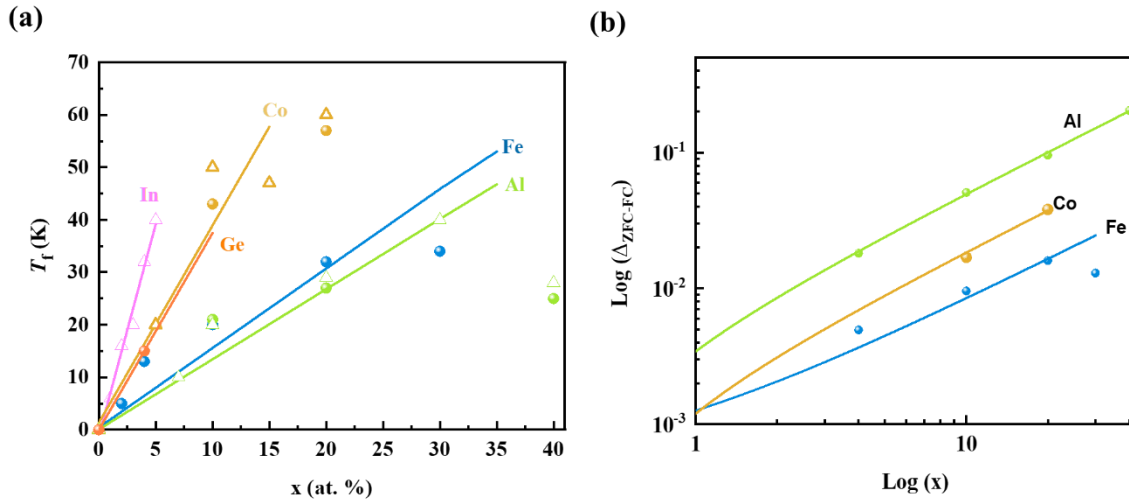 (a)
(b)
70
60
50
40
30
20
10
0
T_f (K)
0 5 10 15 20 25 30 35 40
x (at. %)
In
Co
Ge
Fe
Al
10⁻¹
10⁻²
10⁻³
Log (Δ_ZFC-FC)
1 10
Log (x)
Al
Co
Fe